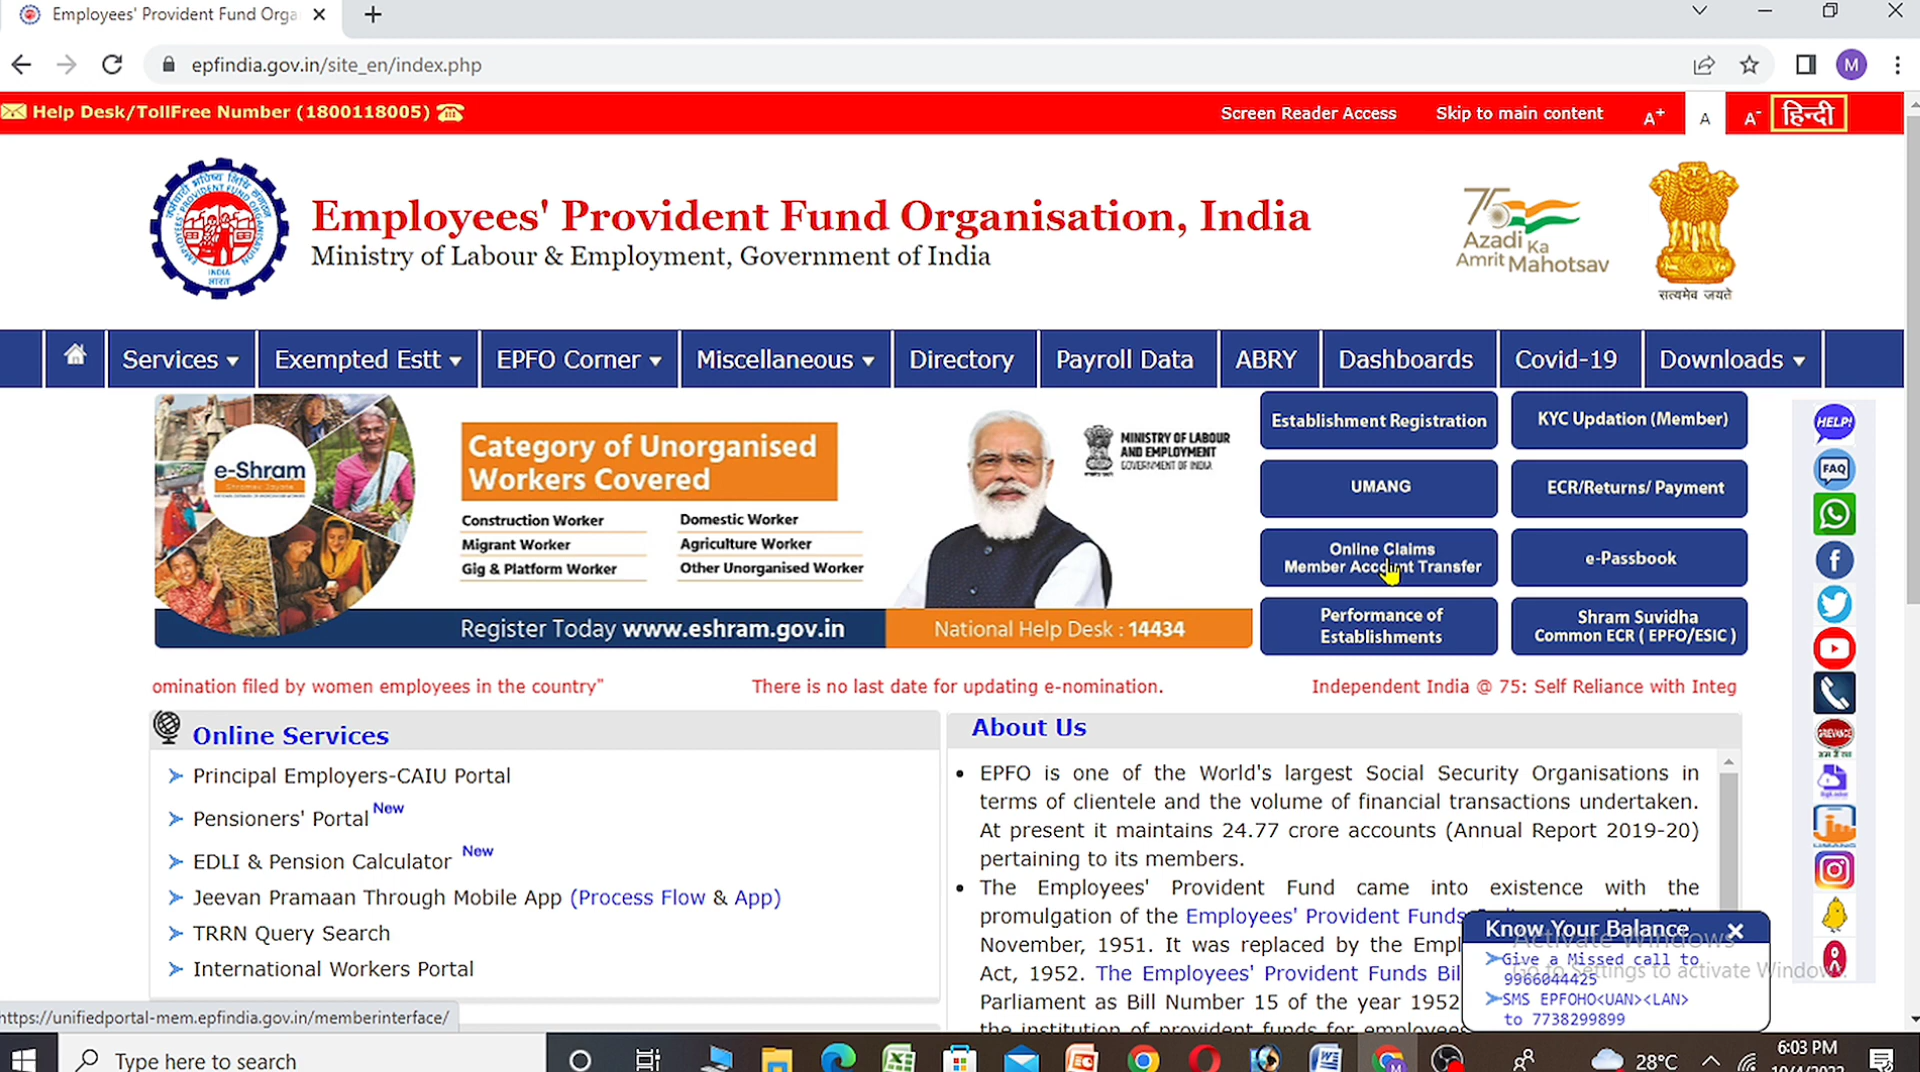 Employees' Provident Fund Orga
epfindia.gov.in/site_en/index.php
M
Help Desk/TollFree Number (1800118005)
Screen Reader Access
Skip to main content
A+
A
A-
हिन्दी
Employees' Provident Fund Organisation, India
Ministry of Labour & Employment, Government of India
75
Azadi Ka
Amrit Mahotsav
सत्यमेव जयते
INDIA
भारत
Services
Exempted Estt
EPFO Corner
Miscellaneous
Directory
Payroll Data
ABRY
Dashboards
Covid-19
Downloads
e-Shram
Category of Unorganised
Workers Covered
Construction Worker
Domestic Worker
Migrant Worker
Agriculture Worker
Gig & Platform Worker
Other Unorganised Worker
MINISTRY OF LABOUR
AND EMPLOYMENT
GOVERNMENT OF INDIA
Register Today www.eshram.gov.in
National Help Desk : 14434
Establishment Registration
KYC Updation (Member)
UMANG
ECR/Returns/ Payment
Online Claims
Member Account Transfer
e-Passbook
Performance of
Establishments
Shram Suvidha
Common ECR ( EPFO/ESIC )
HELP!
FAQ
GRIEVANCE
omination filed by women employees in the country"
There is no last date for updating e-nomination.
Independent India @ 75: Self Reliance with Integ
Online Services
Principal Employers-CAIU Portal
Pensioners' Portal New
EDLI & Pension Calculator New
Jeevan Pramaan Through Mobile App (Process Flow & App)
TRRN Query Search
International Workers Portal
About Us
EPFO is one of the World's largest Social Security Organisations in
terms of clientele and the volume of financial transactions undertaken.
At present it maintains 24.77 crore accounts (Annual Report 2019-20)
pertaining to its members.
The Employees' Provident Fund came into existence with the
promulgation of the Employees' Provident Funds
November, 1951. It was replaced by the Empl
Act, 1952. The Employees' Provident Funds Bil
Parliament as Bill Number 15 of the year 1952
the institution of provident funds for employees
Know Your Balance
Give a Missed call to
9966044425
SMS EPFOHO<UAN><LAN>
to 7738299899
Activate Windows
Go to Settings to activate Windows.
https://unifiedportal-mem.epfindia.gov.in/memberinterface/
Type here to search
28°C
6:03 PM